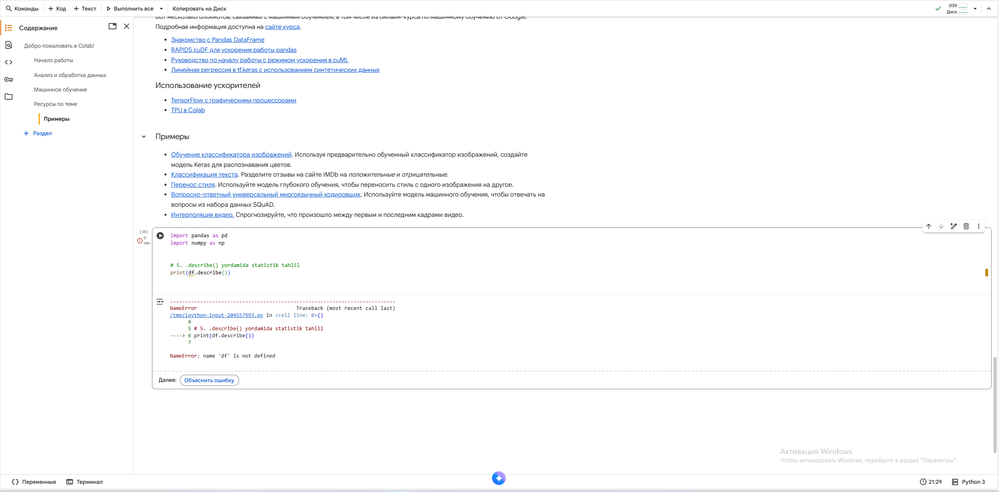 Команды
+ Код
+ Текст
Выполнить все
Копировать на Диск
ОЗУ
Диск
Содержание
Добро пожаловать в Colab!
Начало работы
Анализ и обработка данных
Машинное обучение
Ресурсы по теме
Примеры
+ Раздел
Вот несколько блокнотов, связанных с машинным обучением, в том числе из онлайн-курса по машинному обучению от Google.
Подробная информация доступна на сайте курса.
• Знакомство с Pandas DataFrame
• RAPIDS cuDF для ускорения работы pandas
• Руководство по началу работы с режимом ускорения в cuML
• Линейная регрессия в tf.keras с использованием синтетических данных
Использование ускорителей
• TensorFlow с графическими процессорами
• TPU в Colab
Примеры
• Обучение классификатора изображений. Используя предварительно обученный классификатор изображений, создайте
модель Keras для распознавания цветов.
• Классификация текста. Разделите отзывы на сайте IMDb на положительные и отрицательные.
• Перенос стиля. Используйте модель глубокого обучения, чтобы переносить стиль с одного изображения на другое.
• Вопросно-ответный универсальный многоязычный кодировщик. Используйте модель машинного обучения, чтобы отвечать на
вопросы из набора данных SQuAD.
• Интерполяция видео. Спрогнозируйте, что произошло между первым и последним кадрами видео.
[34]
0
сек.
import pandas as pd
import numpy as np
# 5. .describe() yordamida statistik tahlil
print(df.describe())
---------------------------------------------------------------------------
NameError                                 Traceback (most recent call last)
/tmp/ipython-input-204557993.py in <cell line: 0>()
      4
      5 # 5. .describe() yordamida statistik tahlil
----> 6 print(df.describe())
      7
NameError: name 'df' is not defined
Далее:
Объяснить ошибку
Активация Windows
Чтобы активировать Windows, перейдите в раздел "Параметры".
Переменные
Терминал
21:29
Python 3